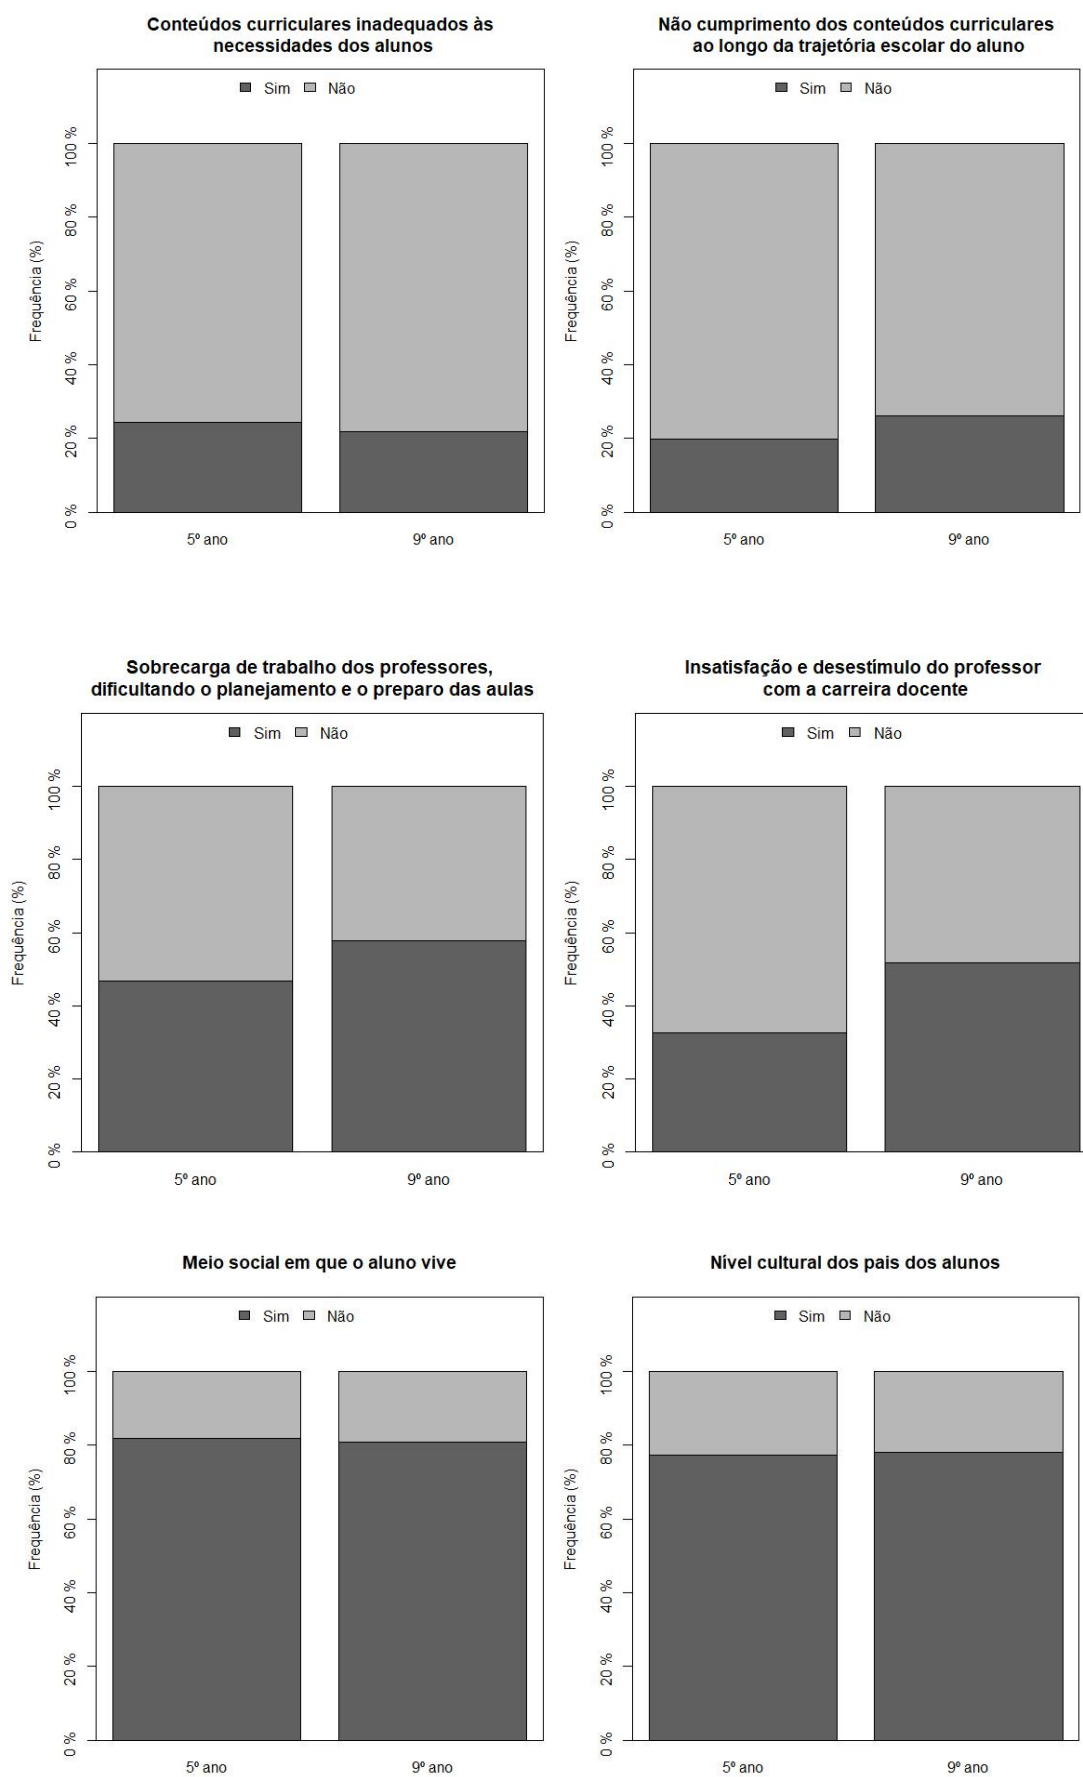 Conteúdos curriculares inadequados às
necessidades dos alunos
Sim Não
Frequência (%)
100 %
80 %
60 %
40 %
20 %
0 %
5º ano 9º ano
Não cumprimento dos conteúdos curriculares
ao longo da trajetória escolar do aluno
Sim Não
Frequência (%)
100 %
80 %
60 %
40 %
20 %
0 %
5º ano 9º ano
Sobrecarga de trabalho dos professores,
dificultando o planejamento e o preparo das aulas
Sim Não
Frequência (%)
100 %
80 %
60 %
40 %
20 %
0 %
5º ano 9º ano
Insatisfação e desestímulo do professor
com a carreira docente
Sim Não
Frequência (%)
100 %
80 %
60 %
40 %
20 %
0 %
5º ano 9º ano
Meio social em que o aluno vive
Sim Não
Frequência (%)
100 %
80 %
60 %
40 %
20 %
0 %
5º ano 9º ano
Nível cultural dos pais dos alunos
Sim Não
Frequência (%)
100 %
80 %
60 %
40 %
20 %
0 %
5º ano 9º ano